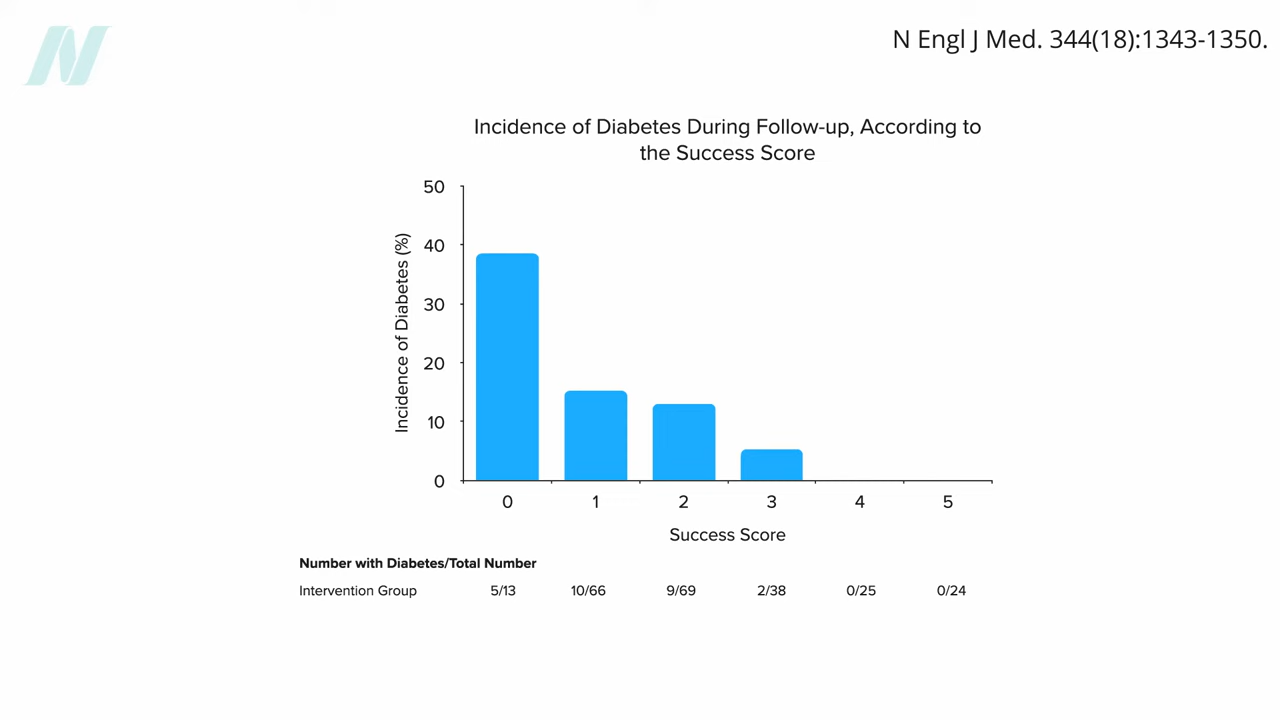 N Engl J Med. 344(18):1343-1350.
Incidence of Diabetes During Follow-up, According to
the Success Score
Incidence of Diabetes (%)
50
40
30
20
10
0
0 1 2 3 4 5
Success Score
Number with Diabetes/Total Number
Intervention Group 5/13 10/66 9/69 2/38 0/25 0/24